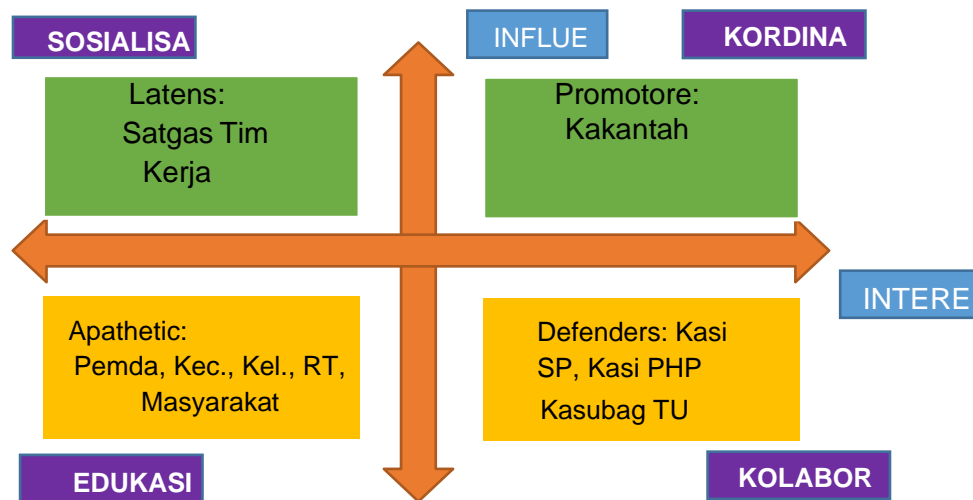 SOSIALISA
INFLUE
KORDINA
Latens:
Satgas Tim
Kerja
Promotore:
Kakantah
INTERE
Apathetic:
Pemda, Kec., Kel., RT,
Masyarakat
Defenders: Kasi
SP, Kasi PHP
Kasubag TU
EDUKASI
KOLABOR